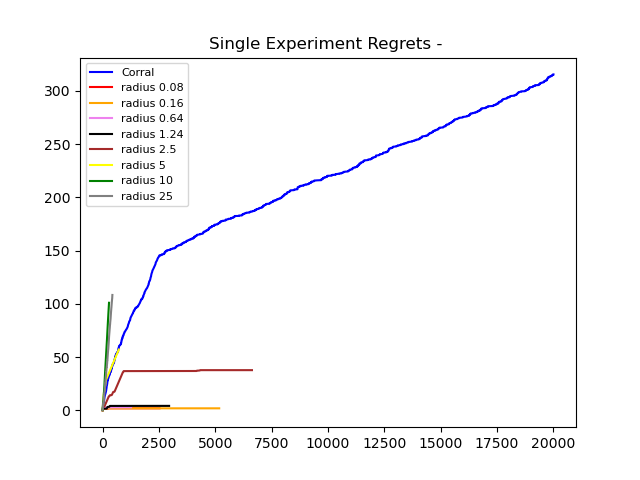 Single Experiment Regrets -
Corral
radius 0.08
radius 0.16
radius 0.64
radius 1.24
radius 2.5
radius 5
radius 10
radius 25
300
250
200
150
100
50
0
0 2500 5000 7500 10000 12500 15000 17500 20000